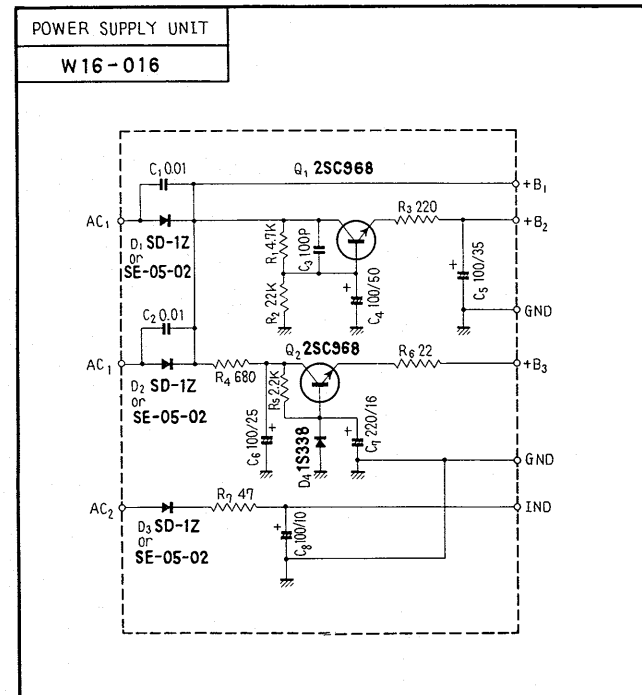 POWER SUPPLY UNIT
W16-016
C1 0.01
Q1 2SC968
+B1
AC1
D1 SD-1Z
or
SE-05-02
R1 4.7K
C3 100P
R3 220
+B2
R2 22K
C4 100/50
+
C5 100/35
+
GND
C2 0.01
AC1
D2 SD-1Z
or
SE-05-02
R4 680
Q2 2SC968
R6 22
+B3
R5 2.2K
C6 100/25
+
D4 1S338
C7 220/16
+
GND
AC2
D3 SD-1Z
or
SE-05-02
R7 47
C8 100/10
+
IND